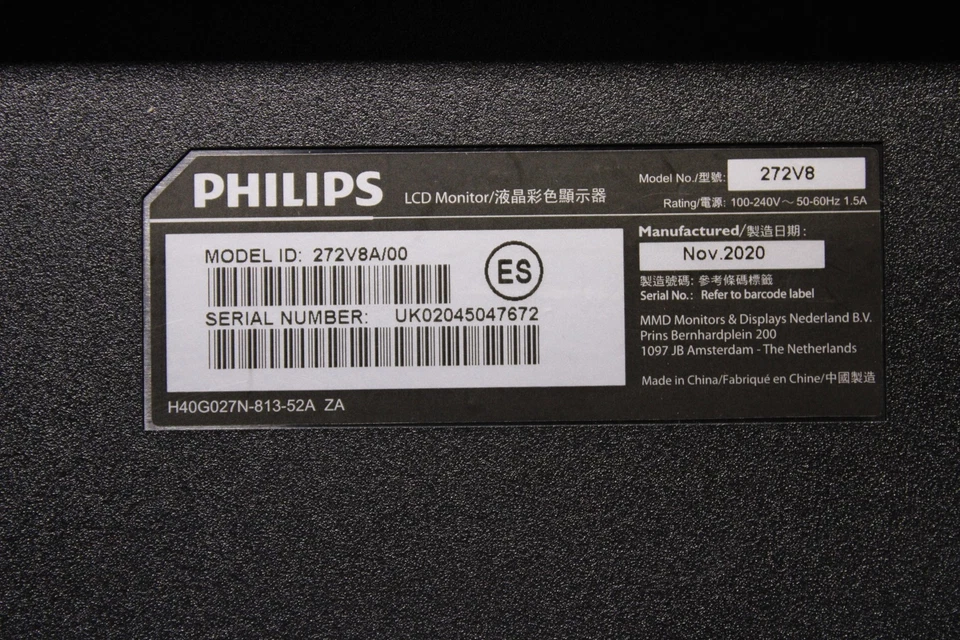 PHILIPS LCD Monitor/液晶彩色顯示器
Model No./型號: 272V8
Rating/電源: 100-240V～ 50-60Hz 1.5A
MODEL ID: 272V8A/00
ES
SERIAL NUMBER: UK02045047672
H40G027N-813-52A ZA
Manufactured/製造日期:
Nov.2020
製造號碼: 參考條碼標籤
Serial No.: Refer to barcode label
MMD Monitors & Displays Nederland B.V.
Prins Bernhardplein 200
1097 JB Amsterdam - The Netherlands
Made in China/Fabriqué en Chine/中國製造